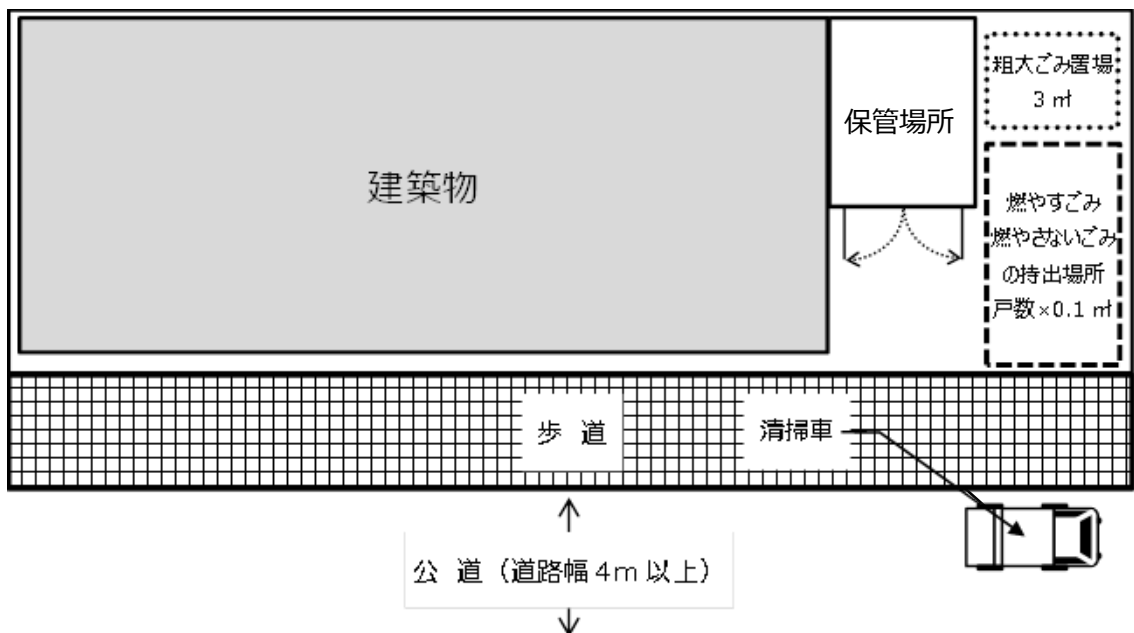 粗大ごみ置場
3 ㎡
保管場所
建築物
燃やすごみ
燃やさないごみ
の持出場所
戸数×0.1 ㎡
歩 道
清掃車
公 道（道路幅 4m 以上）